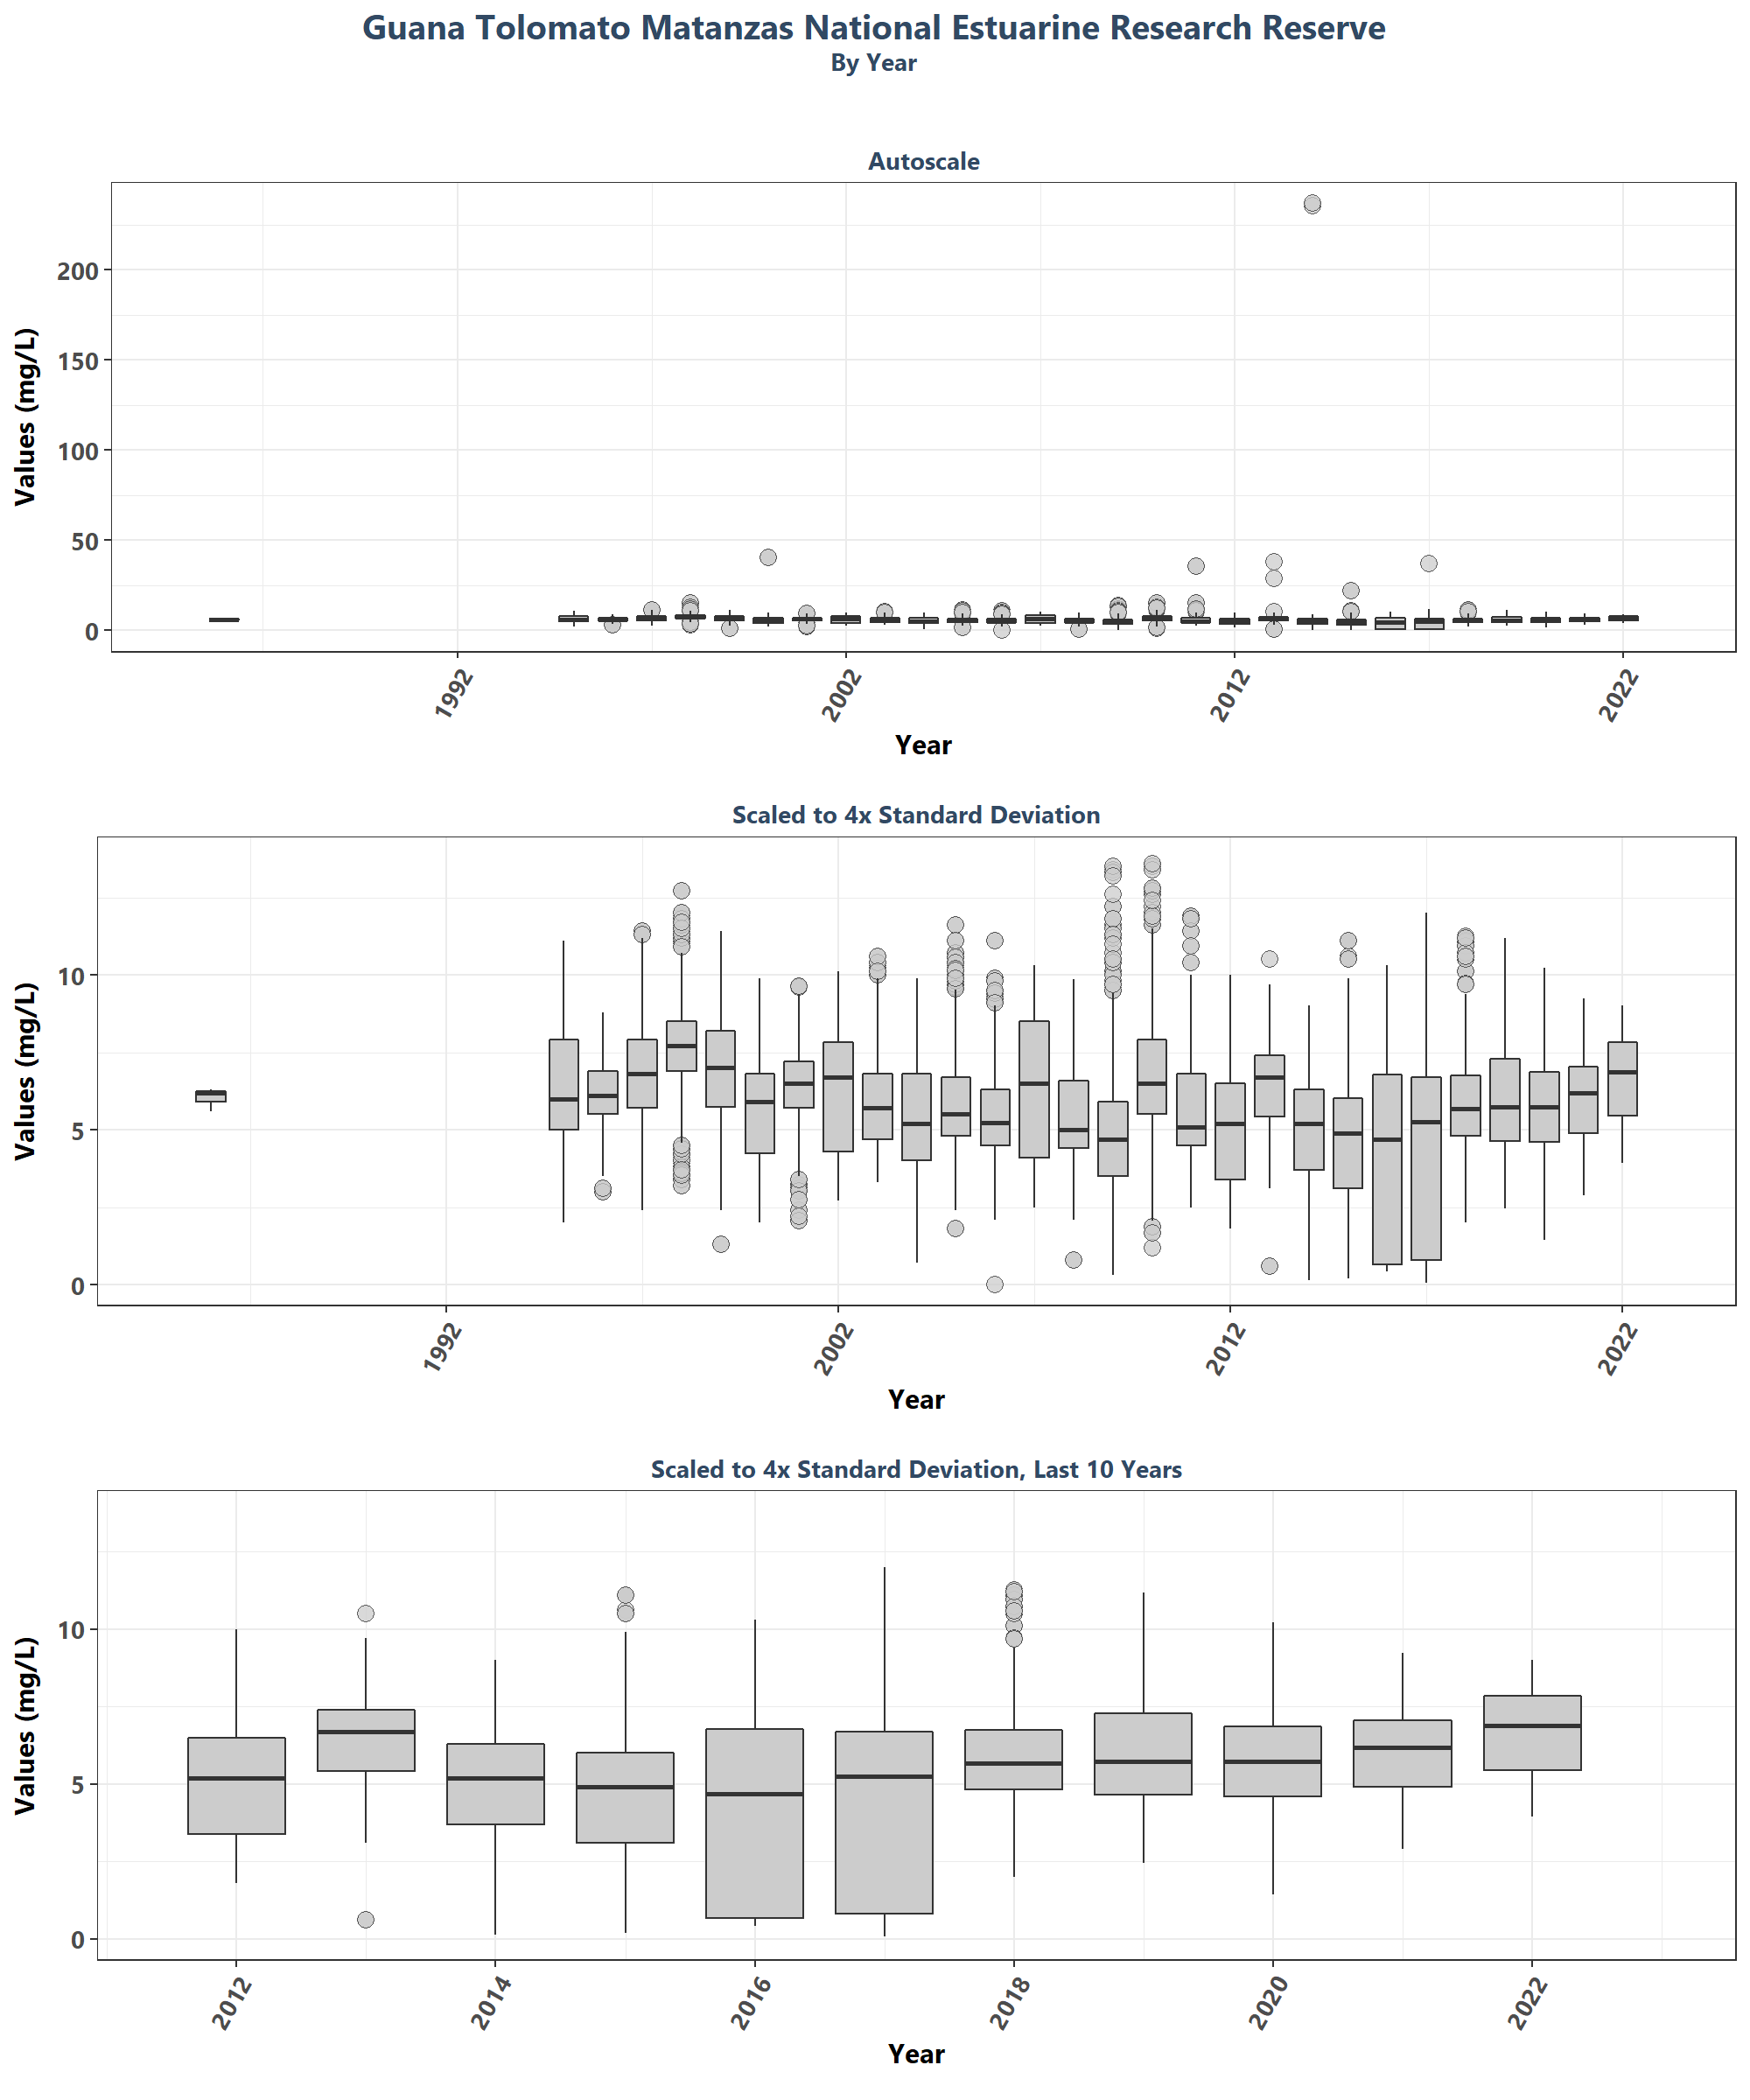 Guana Tolomato Matanzas National Estuarine Research Reserve
By Year
Autoscale
Values (mg/L)
200
150
100
50
0
1992
2002
2012
2022
Year
Scaled to 4x Standard Deviation
Values (mg/L)
10
5
0
1992
2002
2012
2022
Year
Scaled to 4x Standard Deviation, Last 10 Years
Values (mg/L)
10
5
0
2012
2014
2016
2018
2020
2022
Year